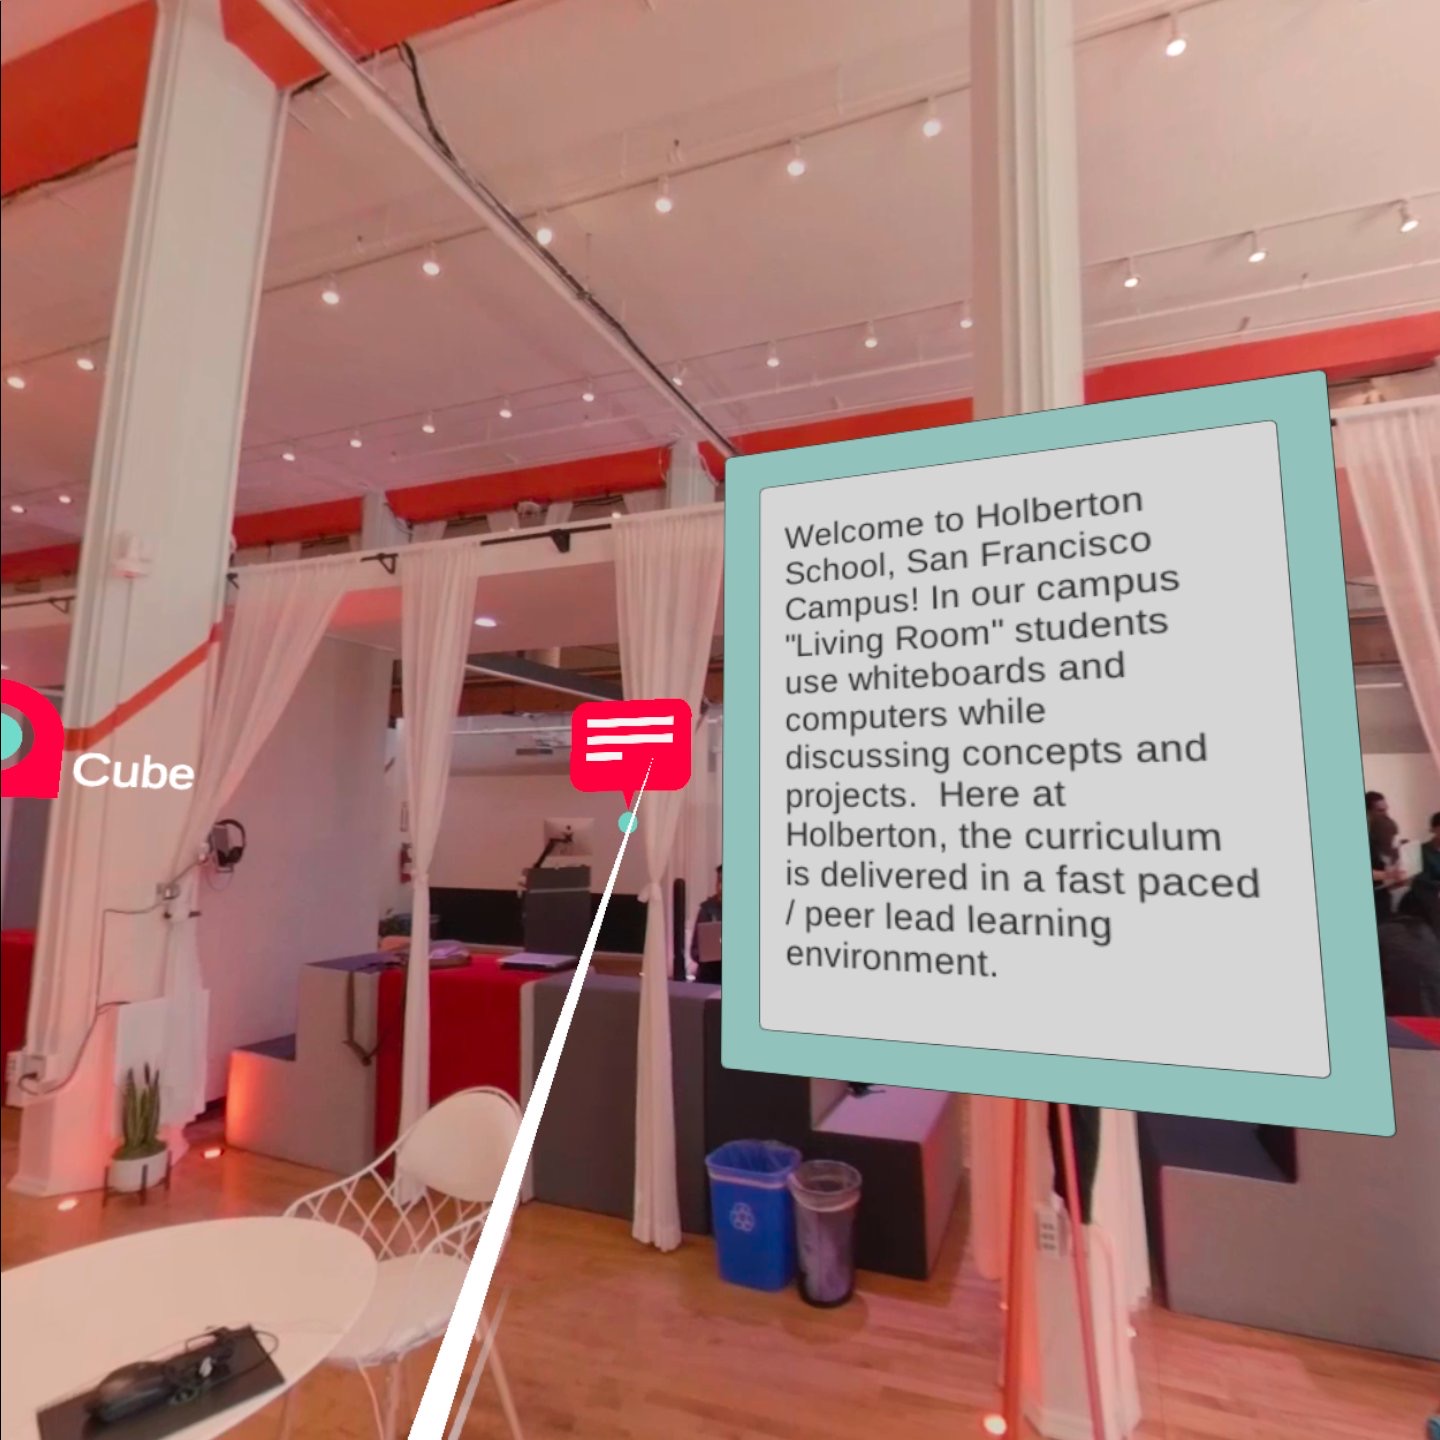 Welcome to Holberton
School, San Francisco
Campus! In our campus
"Living Room" students
use whiteboards and
computers while
discussing concepts and
projects.  Here at
Holberton, the curriculum
is delivered in a fast paced
/ peer lead learning
environment.
Cube